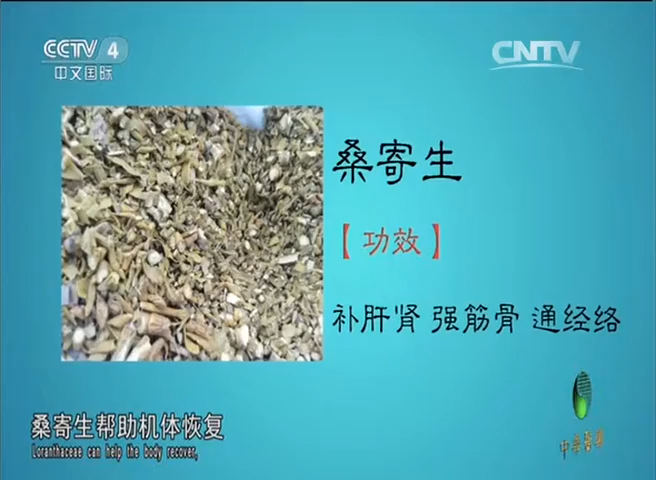 CCTV 4
中文国际
CNTV
桑寄生
【功效】
补肝肾 强筋骨 通经络
桑寄生帮助机体恢复
Loranthaceae can help the body recover,